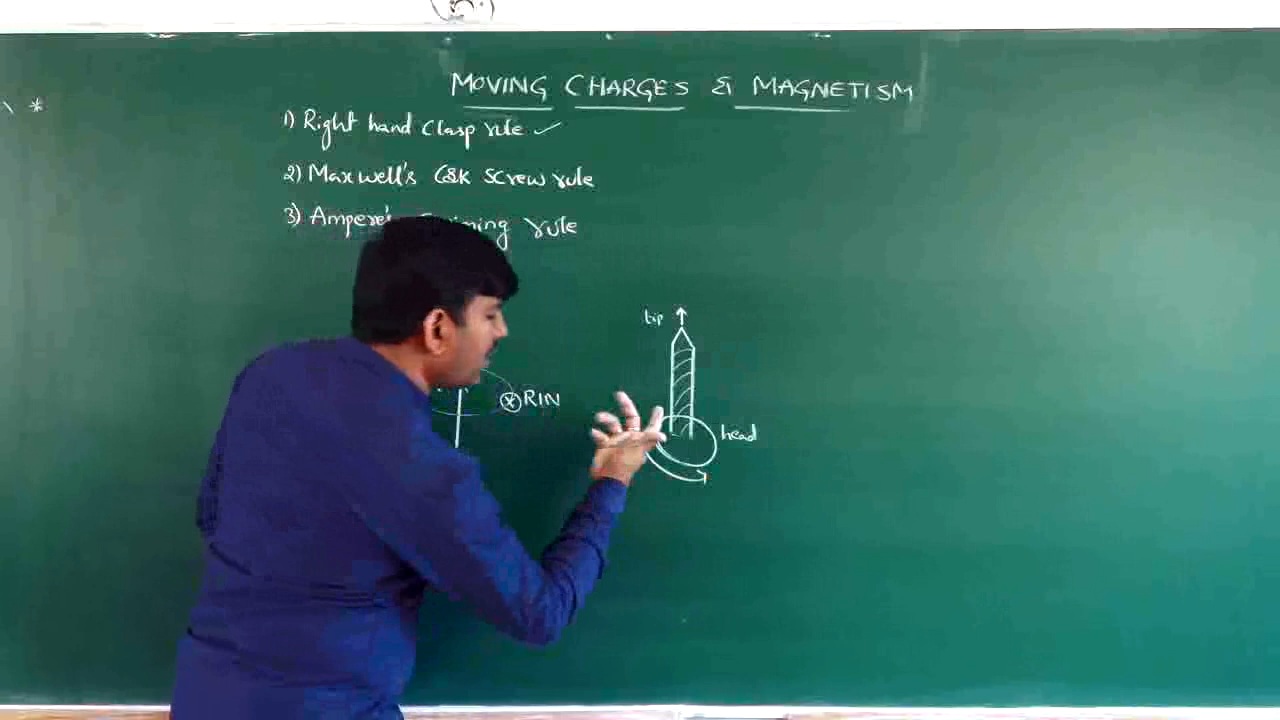 MOVING CHARGES & MAGNETISM
1) Right hand Clasp rule ✓
2) Maxwell's Cork Screw rule
3) Ampere's rule
tip
RIN
head